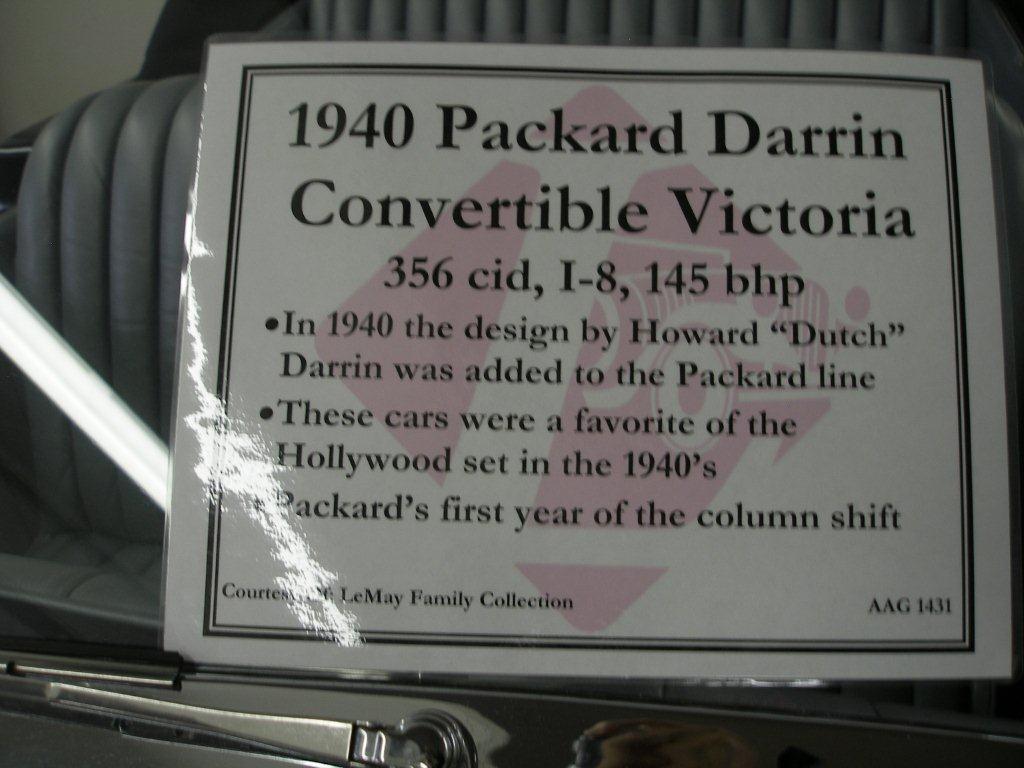 1940 Packard Darrin
Convertible Victoria
356 cid, I-8, 145 bhp
•In 1940 the design by Howard “Dutch”
Darrin was added to the Packard line
•These cars were a favorite of the
Hollywood set in the 1940’s
•Packard’s first year of the column shift
Courtesy Of: LeMay Family Collection
AAG 1431